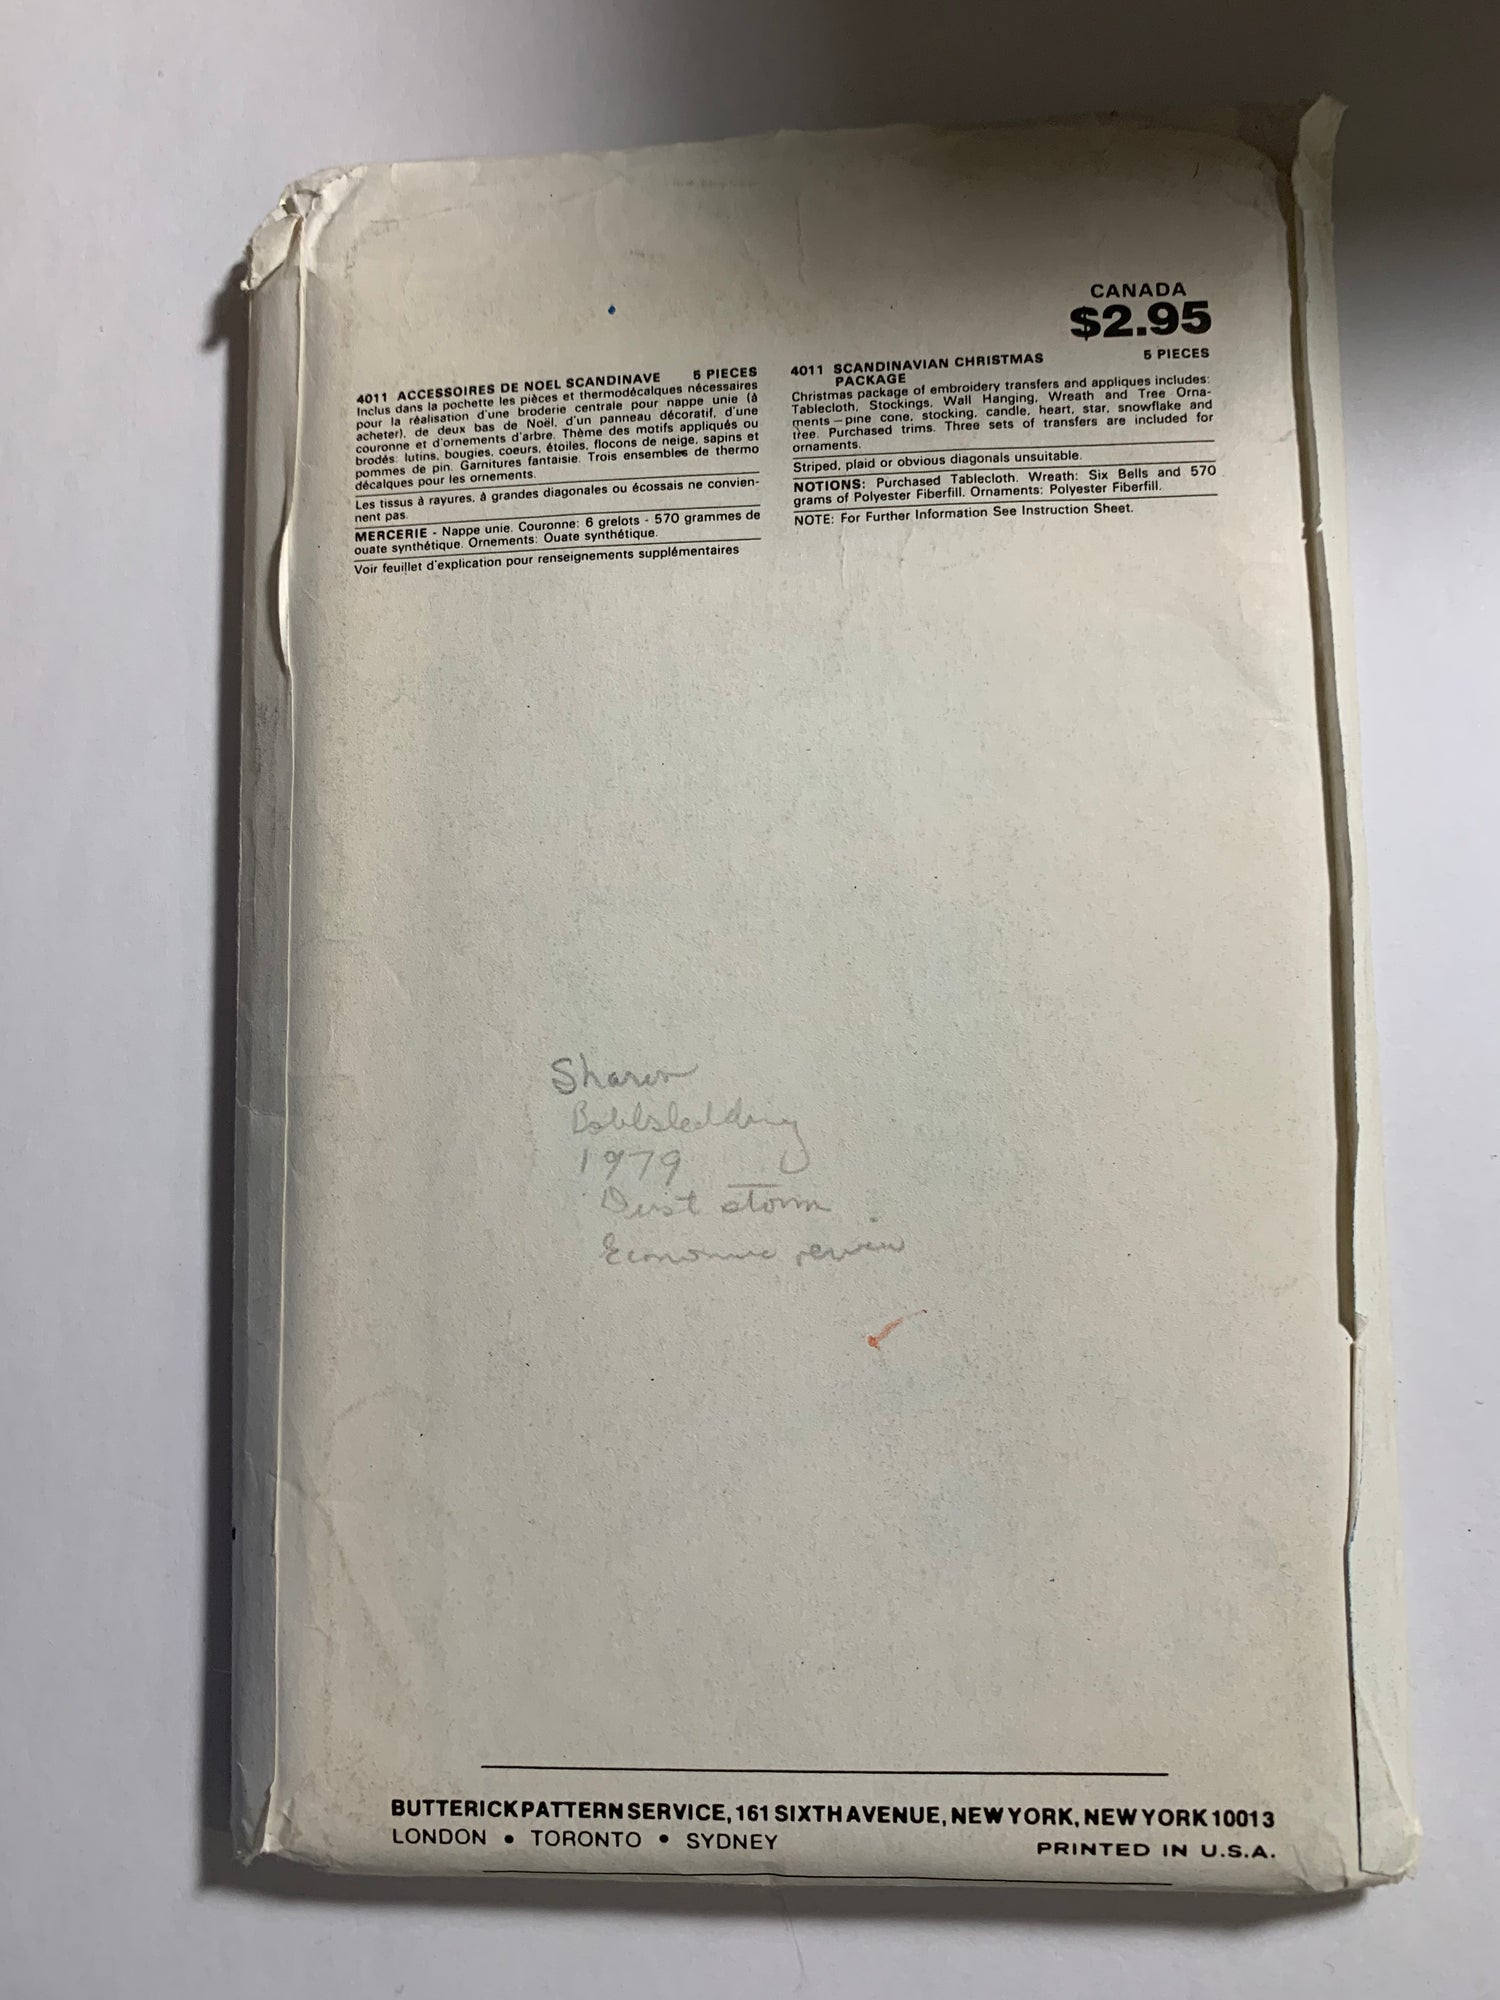 CANADA
$2.95
4011 ACCESSOIRES DE NOEL SCANDINAVE 5 PIECES
Inclus dans la pochette les pièces et thermodécalques nécessaires
pour la réalisation d'une broderie centrale pour nappe unie (à
acheter), de deux bas de Noël, d'un panneau décoratif, d'une
couronne et d'ornements d'arbre. Thème des motifs appliqués ou
brodés: lutins, bougies, coeurs, étoiles, flocons de neige, sapins et
pommes de pin. Garnitures fantaisie. Trois ensembles de thermo
décalques pour les ornements.
Les tissus à rayures, à grandes diagonales ou écossais ne convien-
nent pas.
MERCERIE - Nappe unie. Couronne: 6 grelots - 570 grammes de
ouate synthétique. Ornements: Ouate synthétique.
Voir feuillet d'explication pour renseignements supplémentaires
4011 SCANDINAVIAN CHRISTMAS 5 PIECES
PACKAGE
Christmas package of embroidery transfers and appliques includes:
Tablecloth, Stockings, Wall Hanging, Wreath and Tree Orna-
ments – pine cone, stocking, candle, heart, star, snowflake and
tree. Purchased trims. Three sets of transfers are included for
ornaments.
Striped, plaid or obvious diagonals unsuitable.
NOTIONS: Purchased Tablecloth. Wreath: Six Bells and 570
grams of Polyester Fiberfill. Ornaments: Polyester Fiberfill.
NOTE: For Further Information See Instruction Sheet.
Sharon
Bobsledding
1979
Dust storm
Economic review
BUTTERICK PATTERN SERVICE, 161 SIXTH AVENUE, NEW YORK, NEW YORK 10013
LONDON • TORONTO • SYDNEY
PRINTED IN U.S.A.